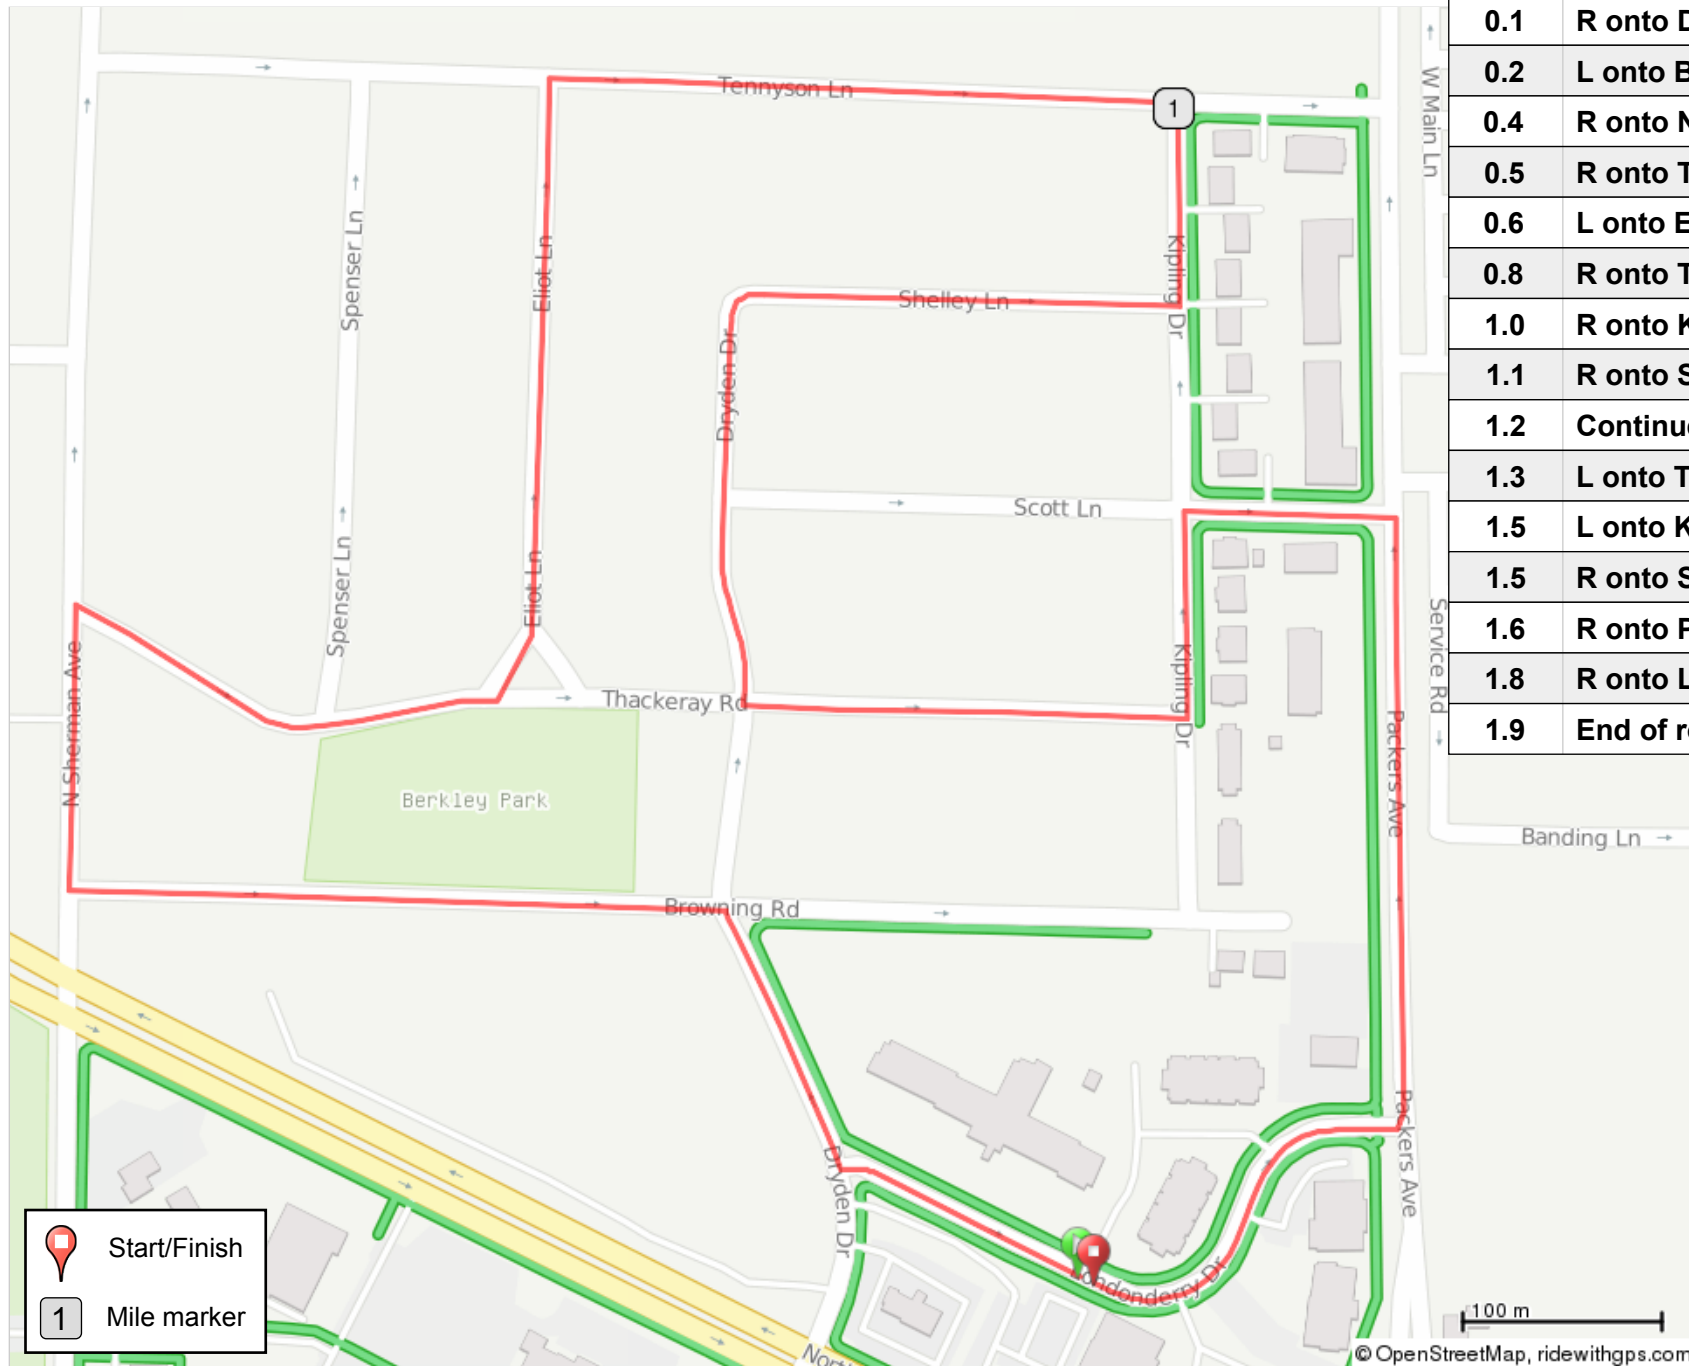 Tennyson Ln
1
W Main Ln
Spenser Ln
Eliot Ln
Kipling Dr
Shelley Ln
Dryden Dr
Scott Ln
Spenser Ln
Eliot Ln
Service Rd
N Sherman Ave
Thackeray Rd
Kipling Dr
Packers Ave
Berkley Park
Banding Ln
Browning Rd
Packers Ave
Dryden Dr
Londonderry Dr
North
Start/Finish
1 Mile marker
100 m
© OpenStreetMap, ridewithgps.com
0.1 R onto D
0.2 L onto B
0.4 R onto N
0.5 R onto T
0.6 L onto E
0.8 R onto T
1.0 R onto K
1.1 R onto S
1.2 Continue
1.3 L onto T
1.5 L onto K
1.5 R onto S
1.6 R onto P
1.8 R onto L
1.9 End of ro